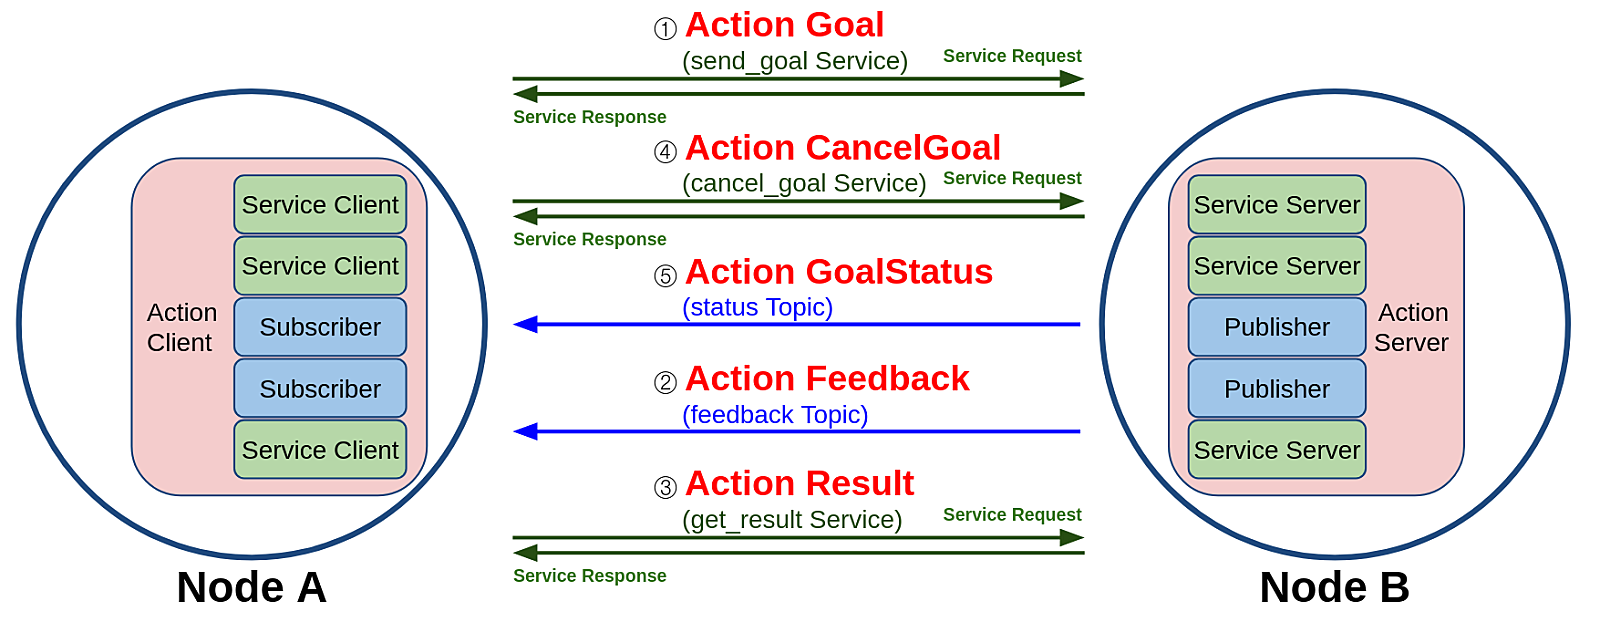 ① Action Goal
(send_goal Service)
Service Request
Service Response
④ Action CancelGoal
(cancel_goal Service)
Service Request
Service Response
⑤ Action GoalStatus
(status Topic)
② Action Feedback
(feedback Topic)
③ Action Result
(get_result Service)
Service Request
Service Response
Action
Client
Service Client
Service Client
Subscriber
Subscriber
Service Client
Node A
Service Server
Service Server
Publisher
Publisher
Service Server
Action
Server
Node B